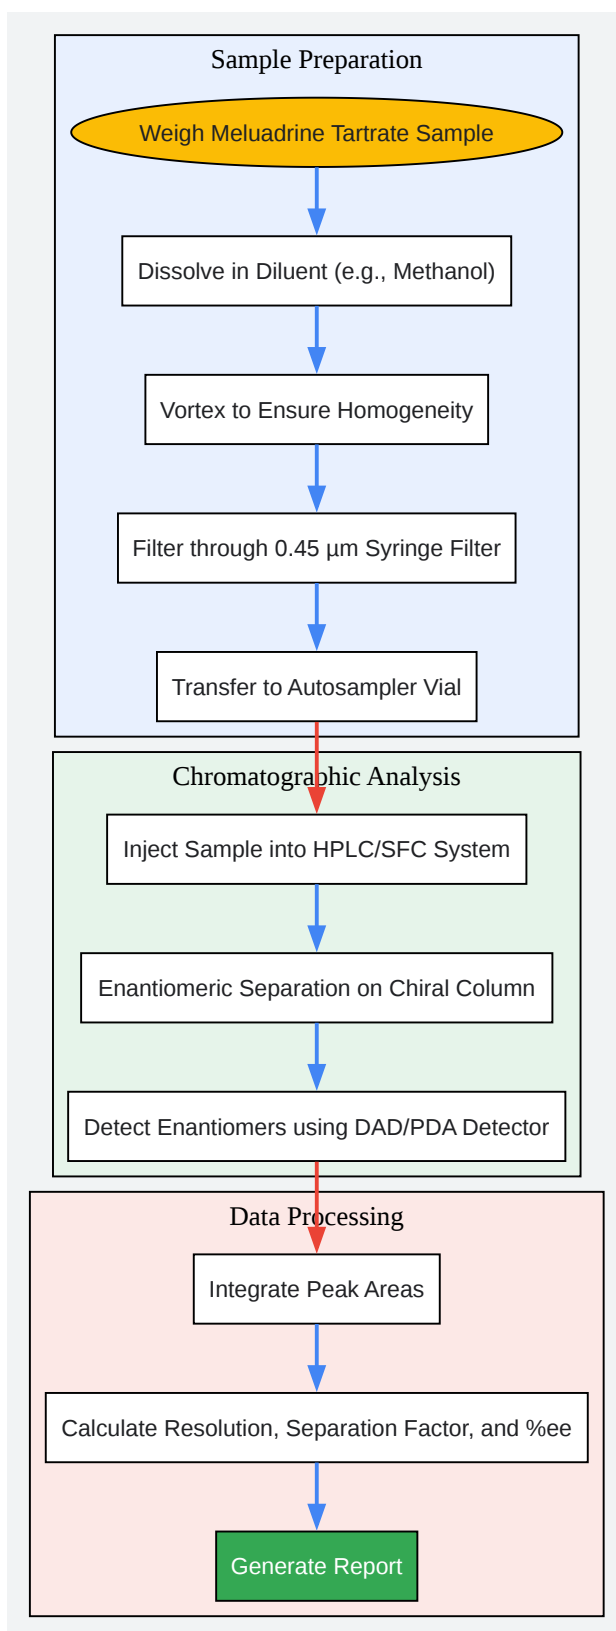 Sample Preparation
Weigh Meluadrine Tartrate Sample
Dissolve in Diluent (e.g., Methanol)
Vortex to Ensure Homogeneity
Filter through 0.45 µm Syringe Filter
Transfer to Autosampler Vial
Chromatographic Analysis
Inject Sample into HPLC/SFC System
Enantiomeric Separation on Chiral Column
Detect Enantiomers using DAD/PDA Detector
Data Processing
Integrate Peak Areas
Calculate Resolution, Separation Factor, and %ee
Generate Report